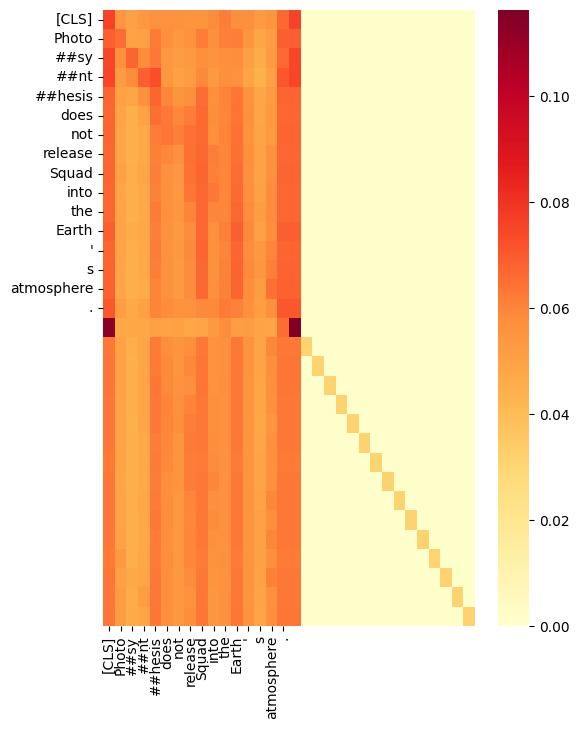 [CLS]
Photo
##sy
##nt
##hesis
does
not
release
Squad
into
the
Earth
'
s
atmosphere
.
0.10
0.08
0.06
0.04
0.02
0.00
[CLS]
Photo
##sy
##nt
##hesis
does
not
release
Squad
into
the
Earth
'
s
atmosphere
.